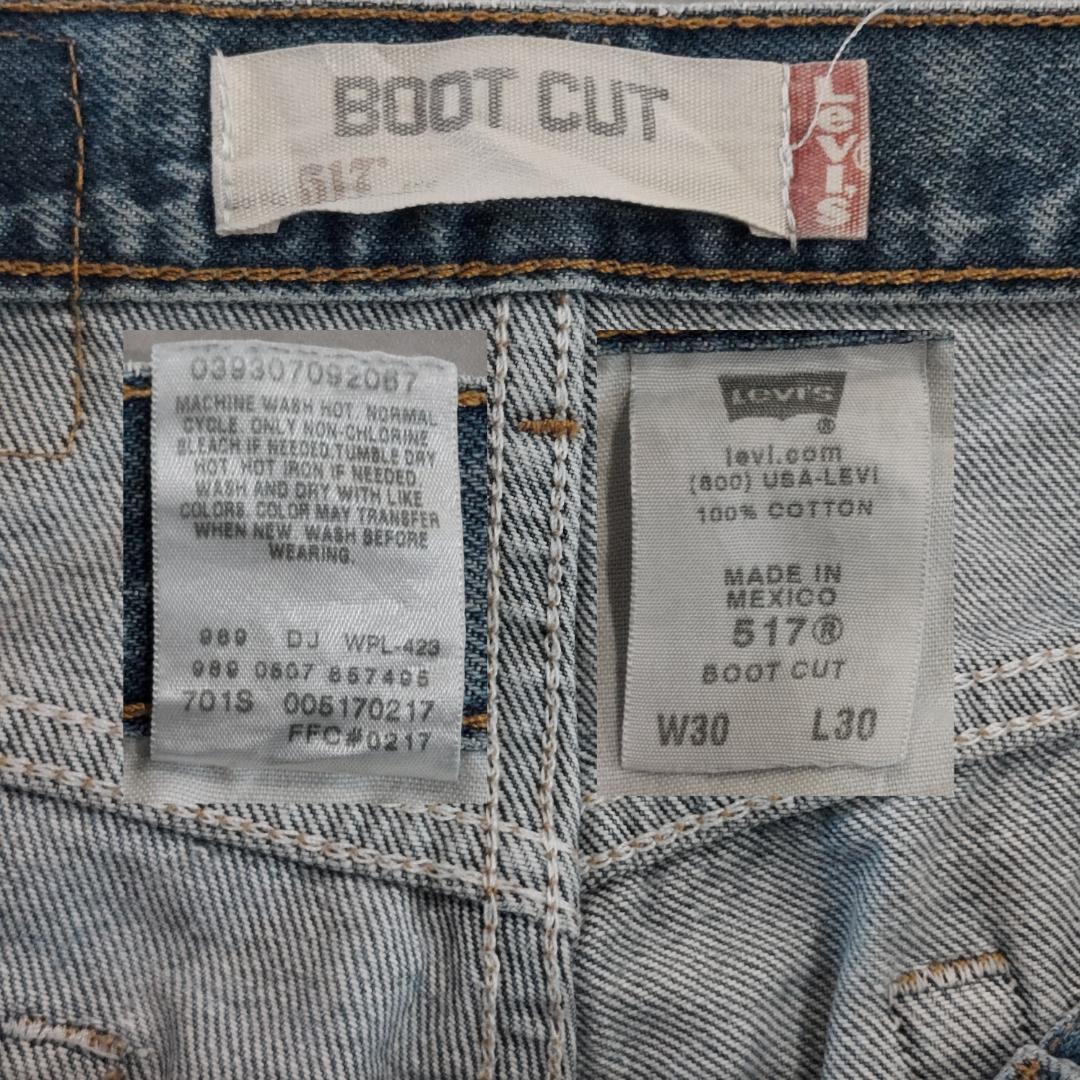 BOOT CUT
517
Levi's
039307092067
MACHINE WASH HOT. NORMAL
CYCLE. ONLY NON-CHLORINE
BLEACH IF NEEDED.TUMBLE DRY
HOT. HOT IRON IF NEEDED.
WASH AND DRY WITH LIKE
COLORS. COLOR MAY TRANSFER
WHEN NEW. WASH BEFORE
WEARING.
989 DJ WPL-423
989 0507 857495
701S 005170217
FFC#0217
Levi's
®
levi.com
(800) USA-LEVI
100% COTTON
MADE IN
MEXICO
517®
BOOT CUT
W30 L30